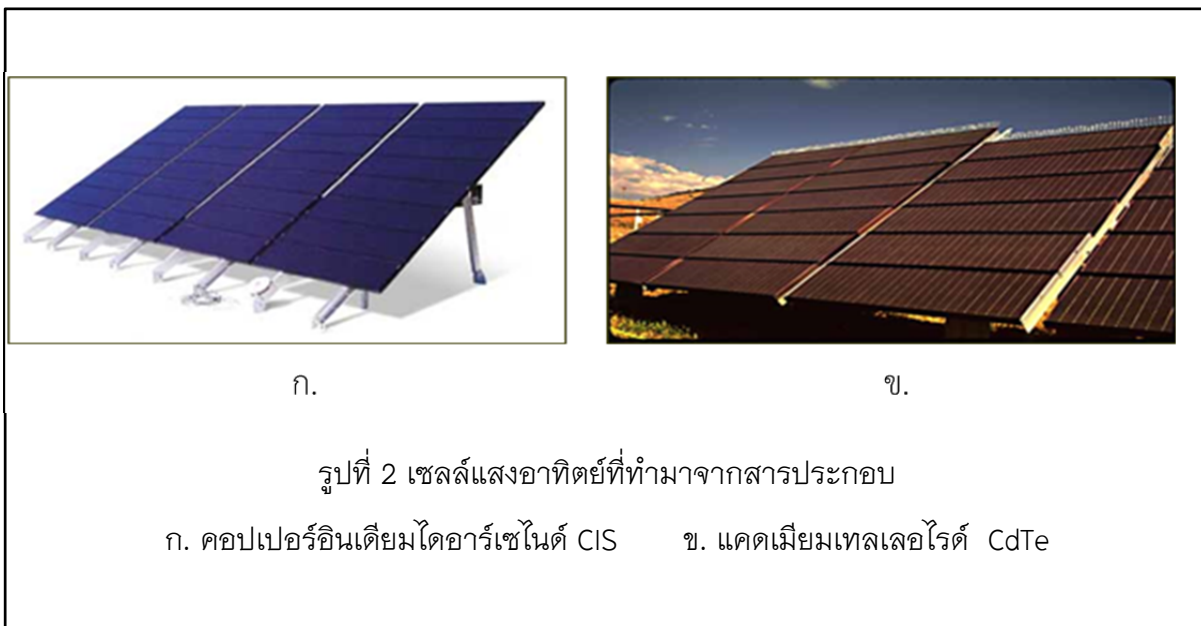 ก. ข.
รูปที่ 2 เซลล์แสงอาทิตย์ที่ทำมาจากสารประกอบ
ก. คอปเปอร์อินเดียมไดอาร์เซไนด์ CIS ข. แคดเมียมเทลเลอไรด์ CdTe